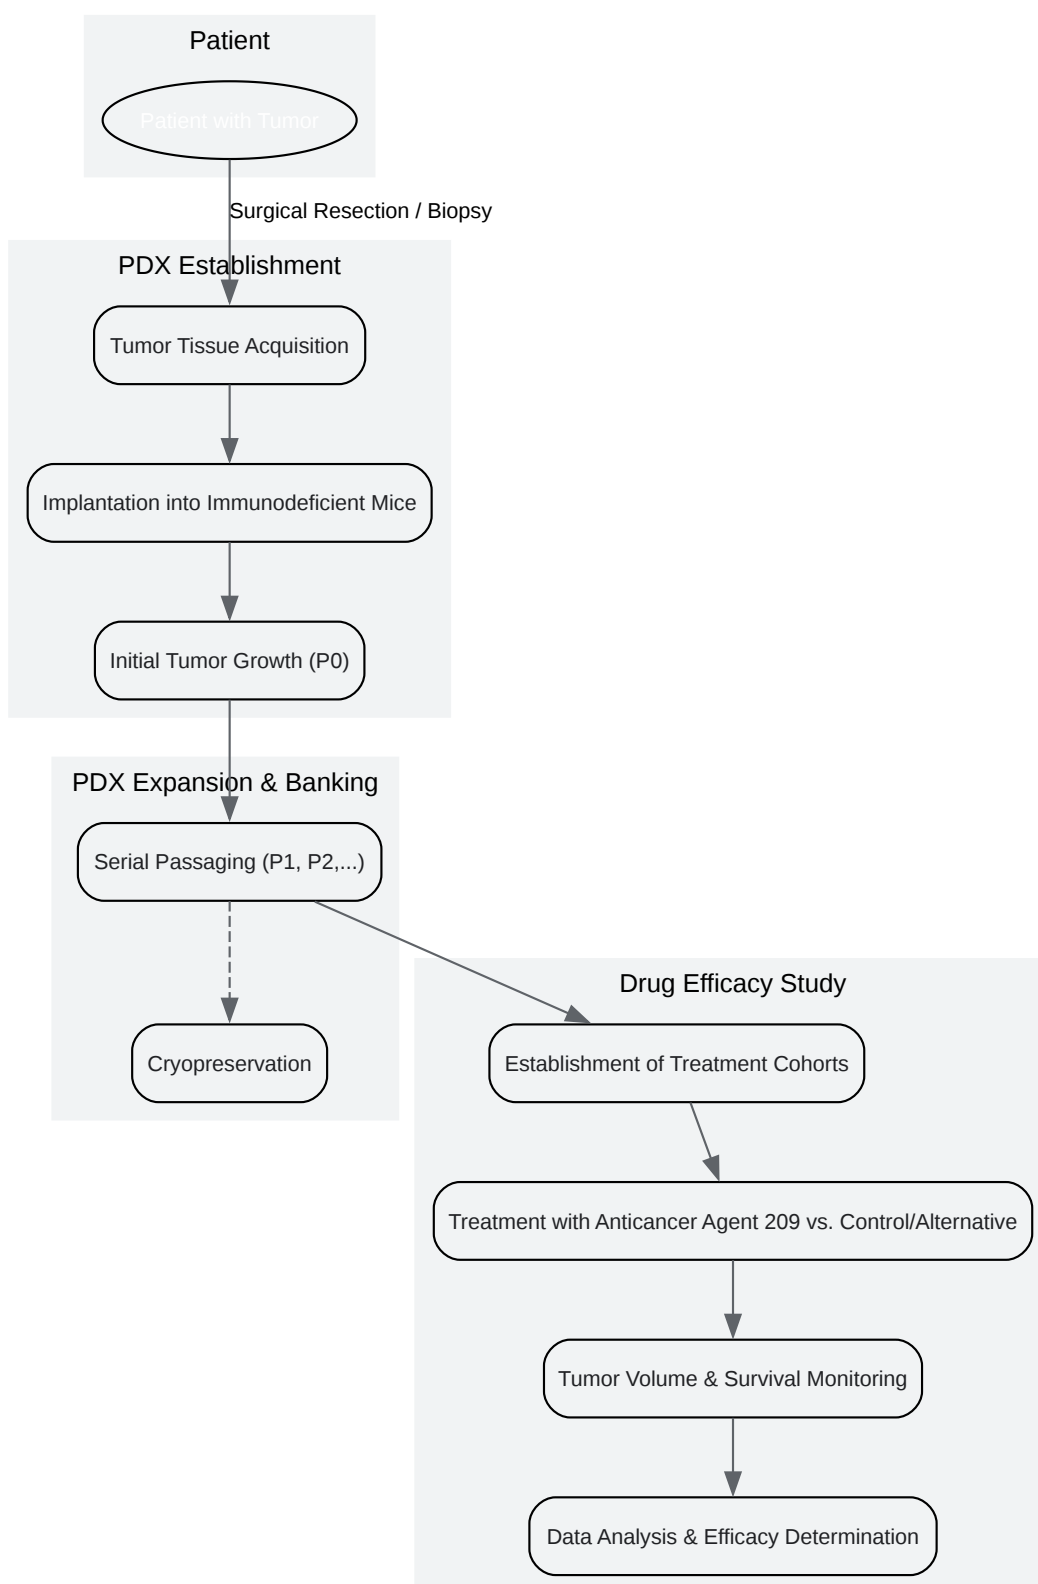 Patient
Patient with Tumor
Surgical Resection / Biopsy
PDX Establishment
Tumor Tissue Acquisition
Implantation into Immunodeficient Mice
Initial Tumor Growth (P0)
PDX Expansion & Banking
Serial Passaging (P1, P2,...)
Cryopreservation
Drug Efficacy Study
Establishment of Treatment Cohorts
Treatment with Anticancer Agent 209 vs. Control/Alternative
Tumor Volume & Survival Monitoring
Data Analysis & Efficacy Determination